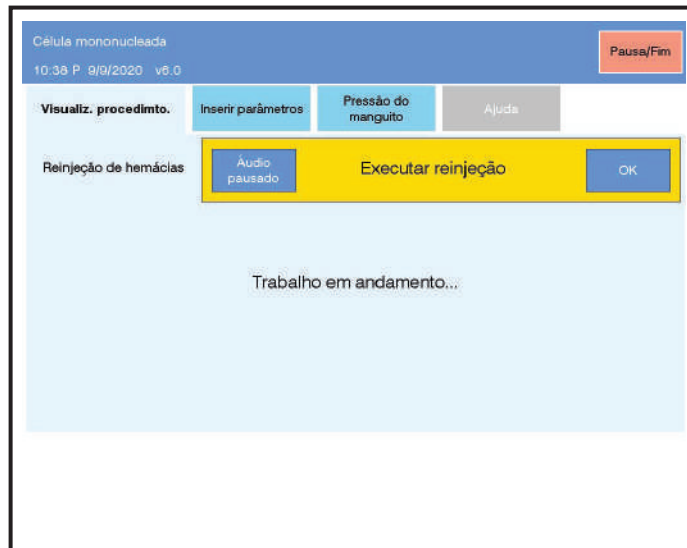 Célula mononucleada
10:38 P 9/9/2020 v6.0
Pausa/Fim
Visualiz. procedimto.
Inserir parâmetros
Pressão do
manguito
Ajuda
Reinjeção de hemácias
Áudio
pausado
Executar reinjeção
OK
Trabalho em andamento...